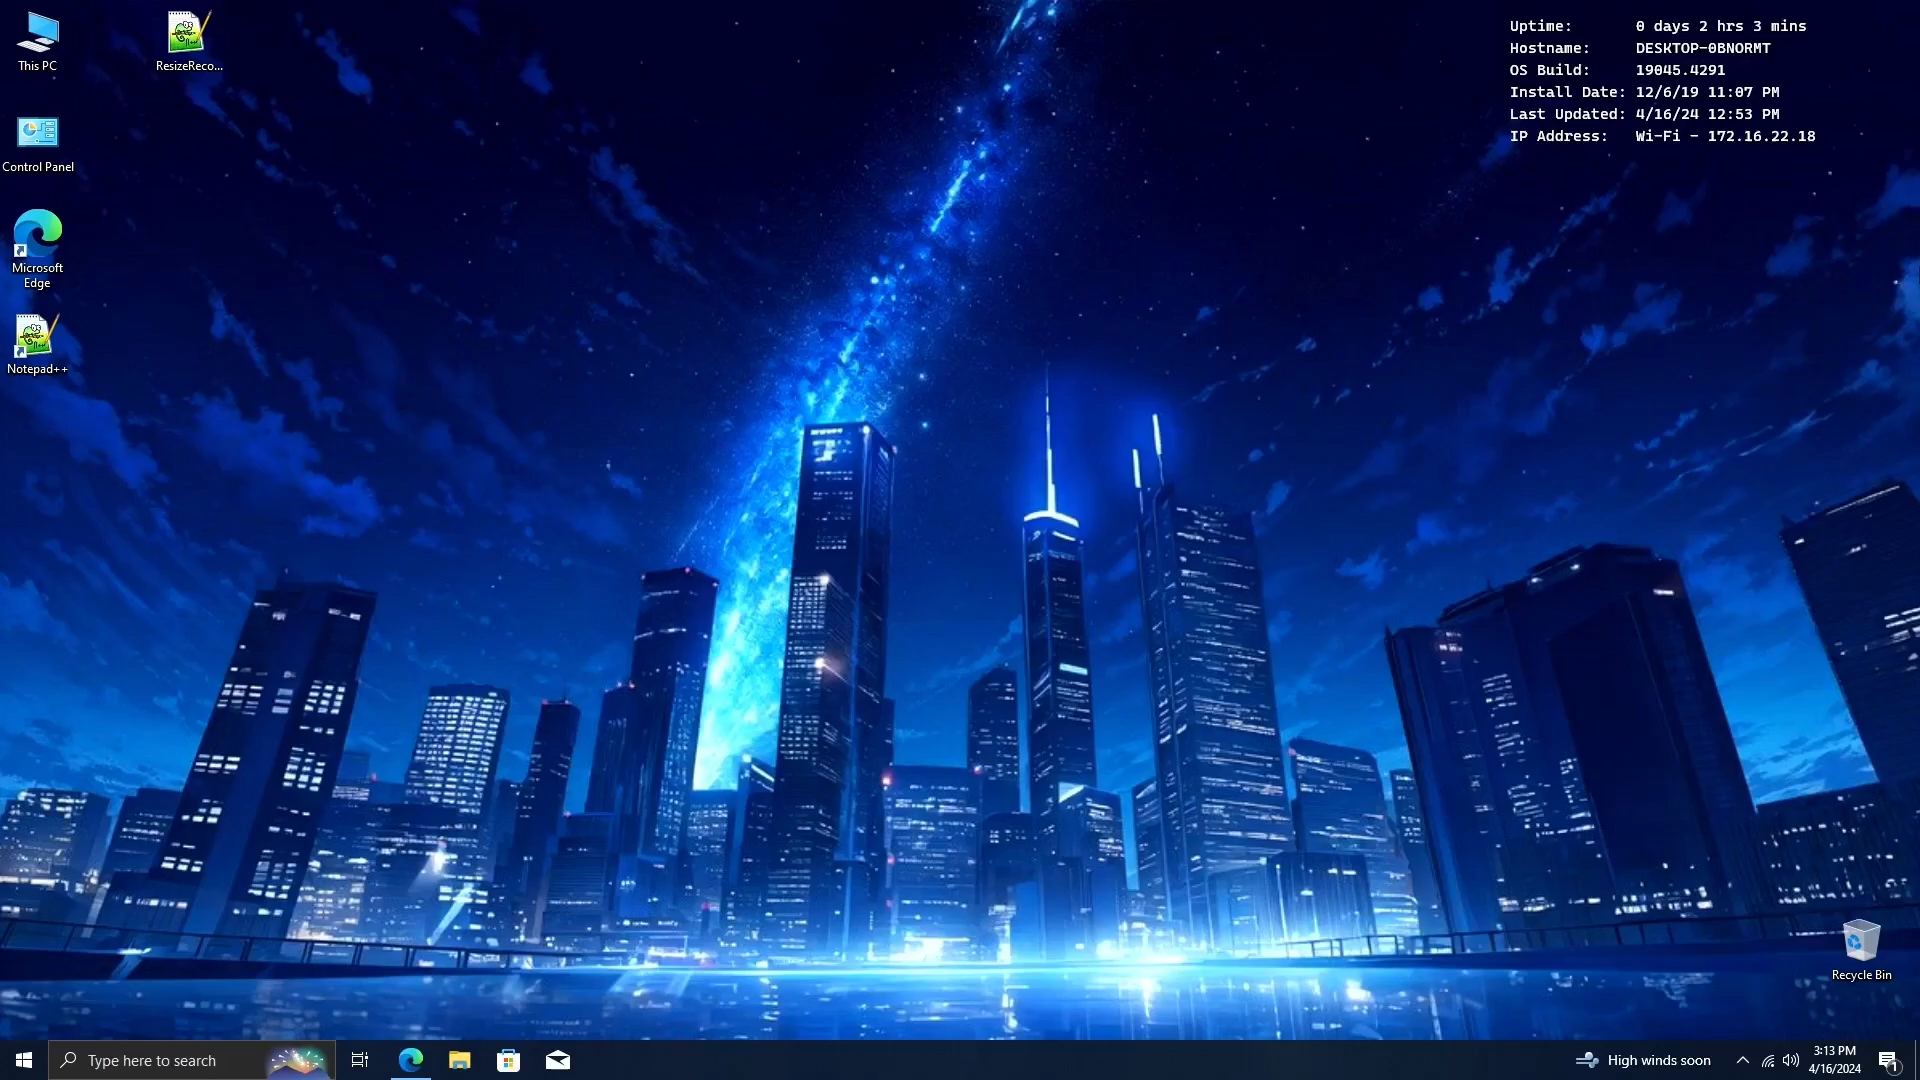 This PC
ResizeReco...
Control Panel
Microsoft
Edge
Notepad++
Uptime: 0 days 2 hrs 3 mins
Hostname: DESKTOP-0BNORMT
OS Build: 19045.4291
Install Date: 12/6/19 11:07 PM
Last Updated: 4/16/24 12:53 PM
IP Address: Wi-Fi - 172.16.22.18
Recycle Bin
Type here to search
High winds soon
3:13 PM
4/16/2024
1